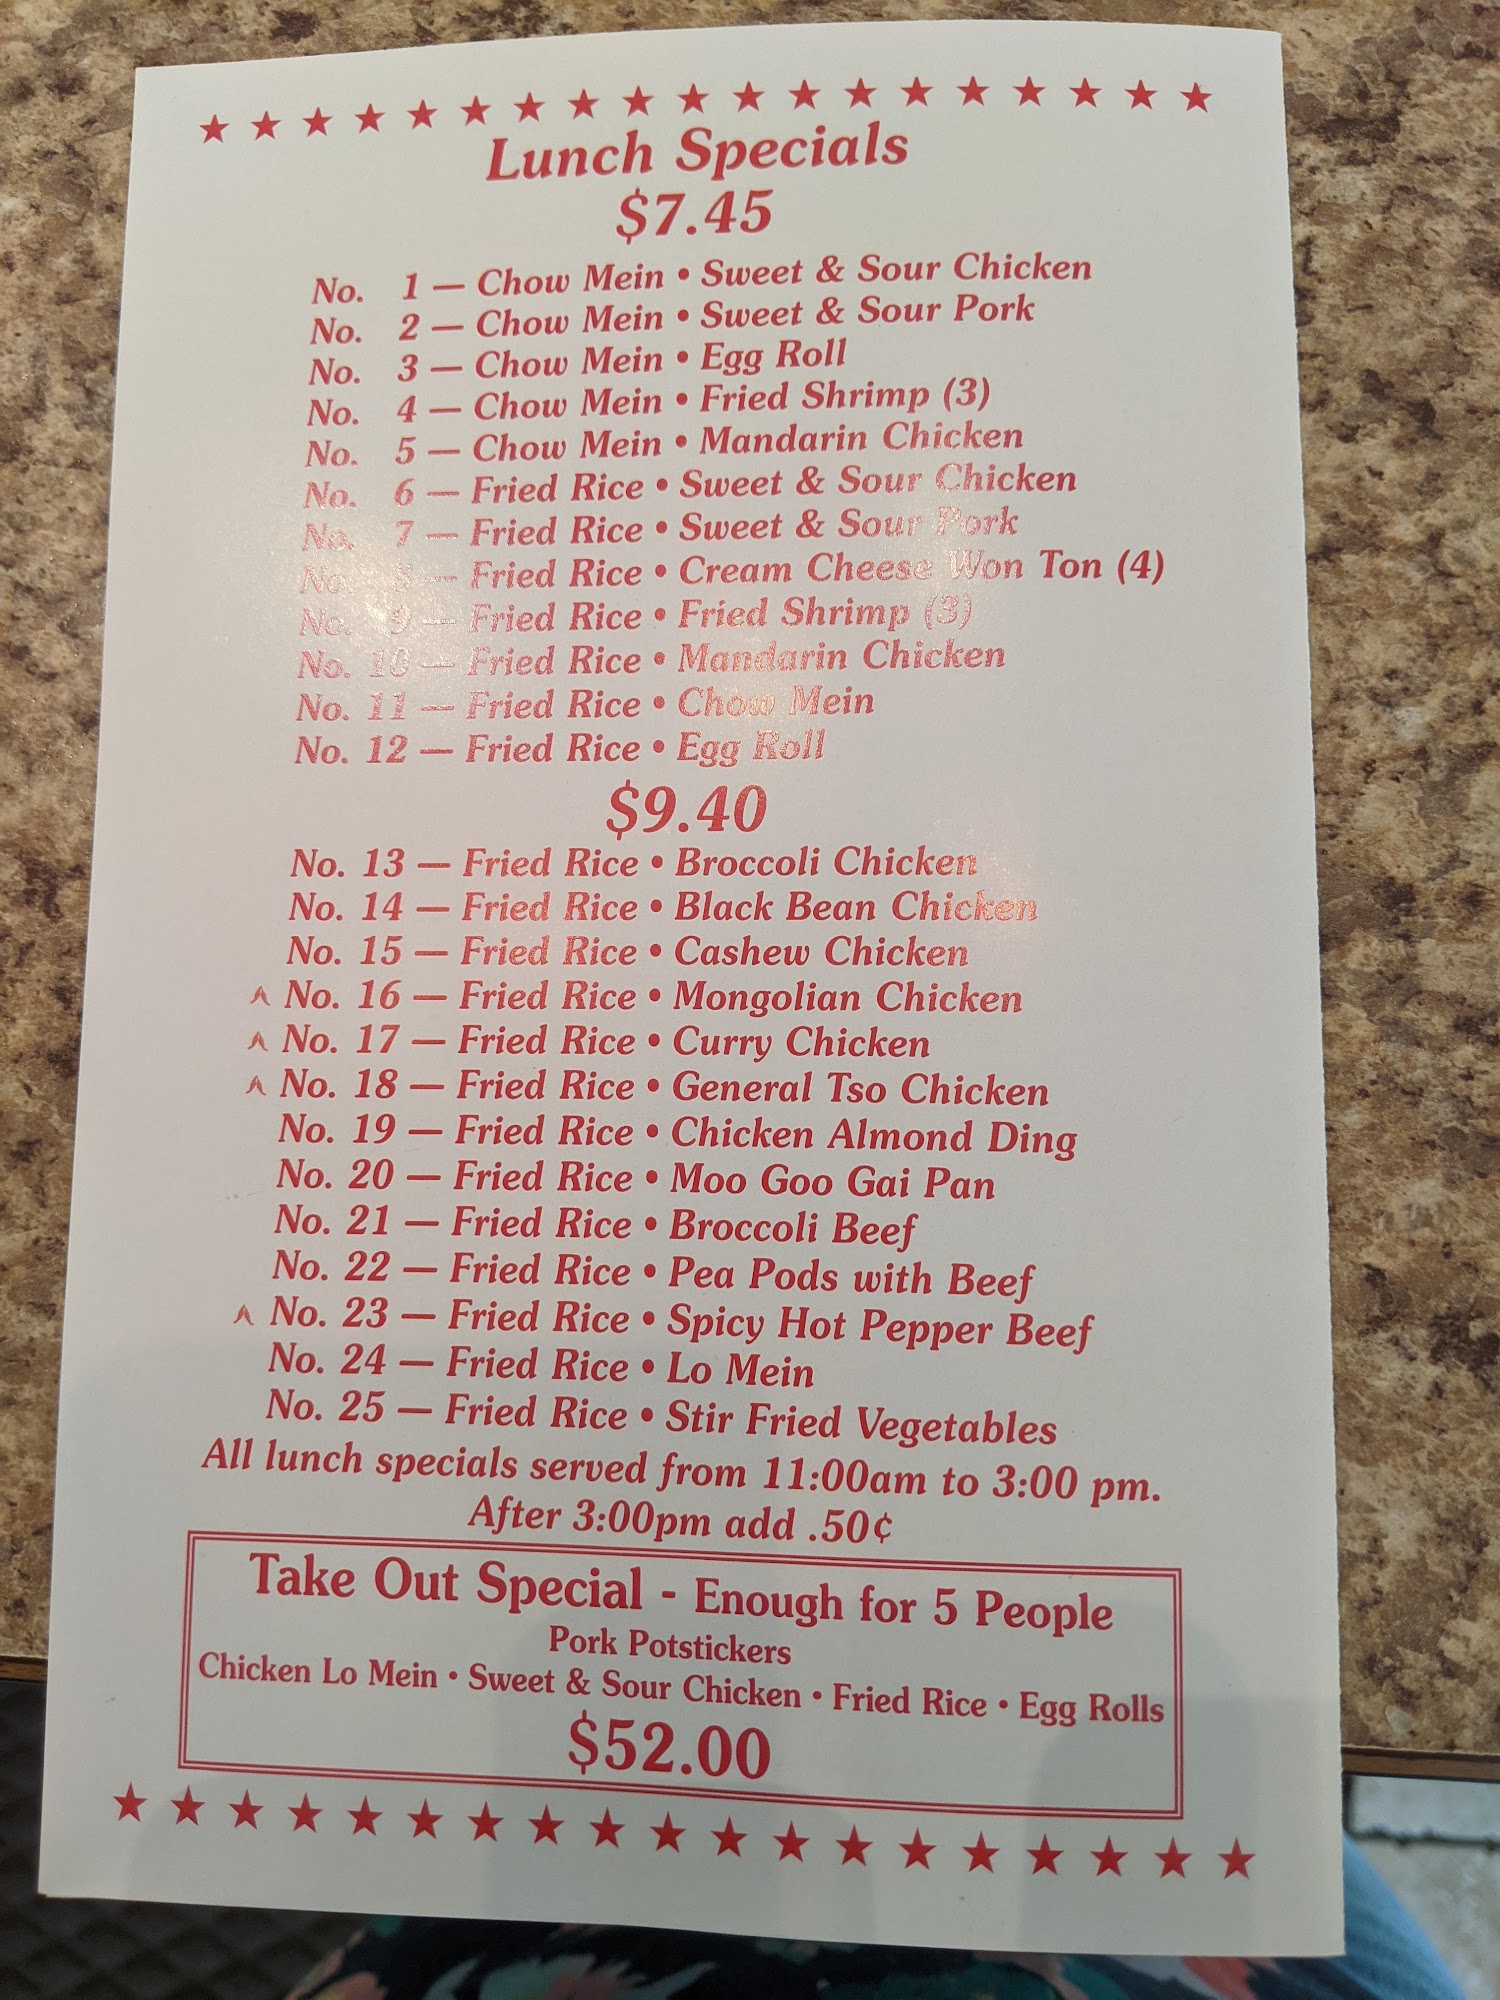 Lunch Specials
$7.45
No. 1 — Chow Mein • Sweet & Sour Chicken
No. 2 — Chow Mein • Sweet & Sour Pork
No. 3 — Chow Mein • Egg Roll
No. 4 — Chow Mein • Fried Shrimp (3)
No. 5 — Chow Mein • Mandarin Chicken
No. 6 — Fried Rice • Sweet & Sour Chicken
No. 7 — Fried Rice • Sweet & Sour Pork
No. 8 — Fried Rice • Cream Cheese Won Ton (4)
No. 9 — Fried Rice • Fried Shrimp (3)
No. 10 — Fried Rice • Mandarin Chicken
No. 11 — Fried Rice • Chow Mein
No. 12 — Fried Rice • Egg Roll
$9.40
No. 13 — Fried Rice • Broccoli Chicken
No. 14 — Fried Rice • Black Bean Chicken
No. 15 — Fried Rice • Cashew Chicken
No. 16 — Fried Rice • Mongolian Chicken
No. 17 — Fried Rice • Curry Chicken
No. 18 — Fried Rice • General Tso Chicken
No. 19 — Fried Rice • Chicken Almond Ding
No. 20 — Fried Rice • Moo Goo Gai Pan
No. 21 — Fried Rice • Broccoli Beef
No. 22 — Fried Rice • Pea Pods with Beef
No. 23 — Fried Rice • Spicy Hot Pepper Beef
No. 24 — Fried Rice • Lo Mein
No. 25 — Fried Rice • Stir Fried Vegetables
All lunch specials served from 11:00am to 3:00 pm.
After 3:00pm add .50¢
Take Out Special - Enough for 5 People
Pork Potstickers
Chicken Lo Mein • Sweet & Sour Chicken • Fried Rice • Egg Rolls
$52.00